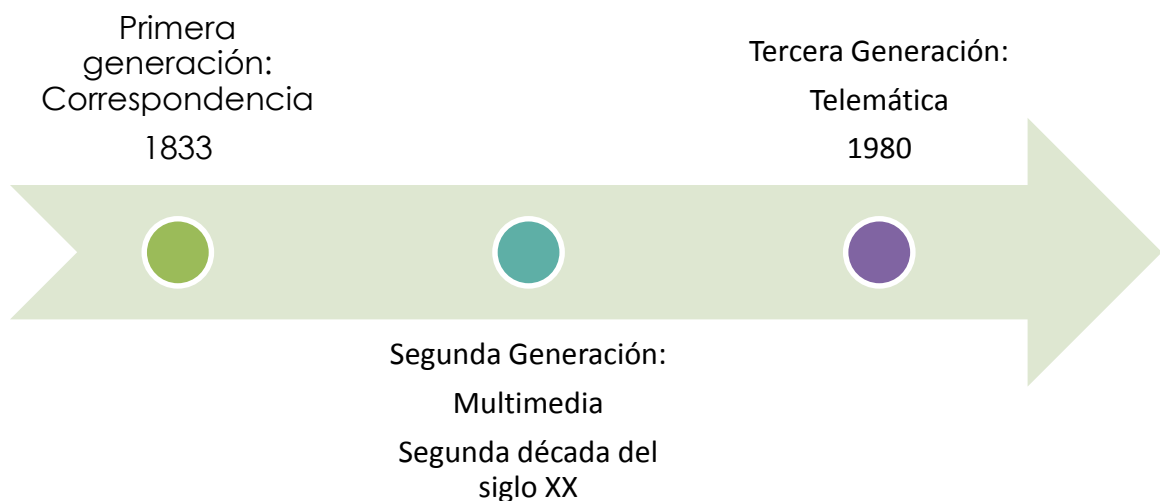 Primera
generación:
Correspondencia
1833
Segunda Generación:
Multimedia
Segunda década del
siglo XX
Tercera Generación:
Telemática
1980